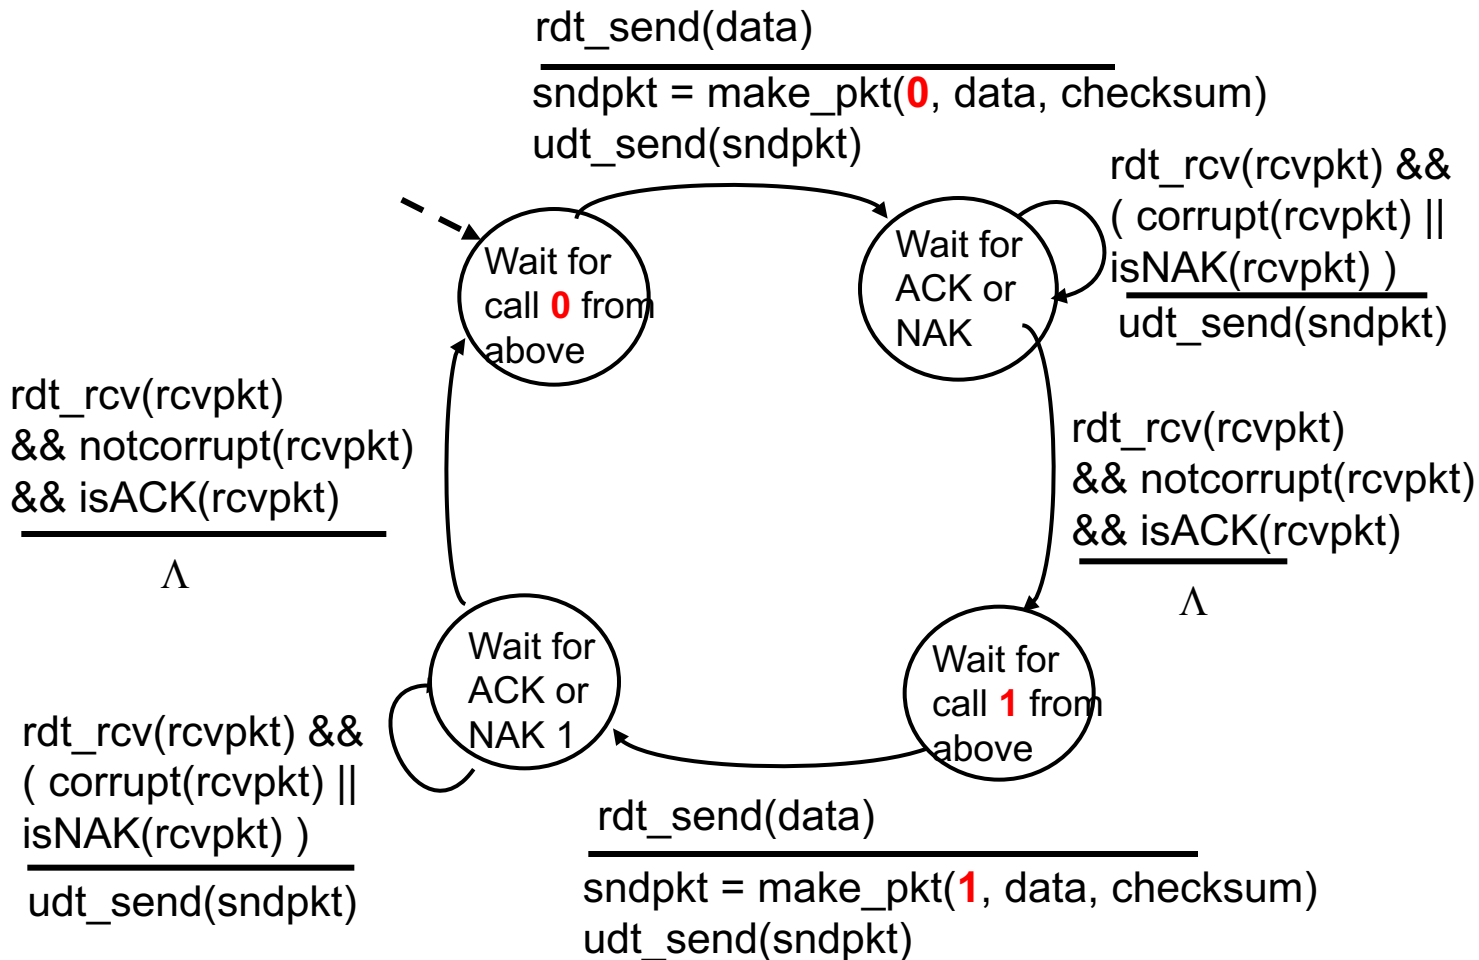 rdt_send(data)
sndpkt = make_pkt(0, data, checksum)
udt_send(sndpkt)
rdt_rcv(rcvpkt) &&
( corrupt(rcvpkt) ||
isNAK(rcvpkt) )
udt_send(sndpkt)
Wait for
call 0 from
above
Wait for
ACK or
NAK
rdt_rcv(rcvpkt)
&& notcorrupt(rcvpkt)
&& isACK(rcvpkt)
Λ
rdt_rcv(rcvpkt)
&& notcorrupt(rcvpkt)
&& isACK(rcvpkt)
Λ
Wait for
ACK or
NAK 1
Wait for
call 1 from
above
rdt_rcv(rcvpkt) &&
( corrupt(rcvpkt) ||
isNAK(rcvpkt) )
udt_send(sndpkt)
rdt_send(data)
sndpkt = make_pkt(1, data, checksum)
udt_send(sndpkt)